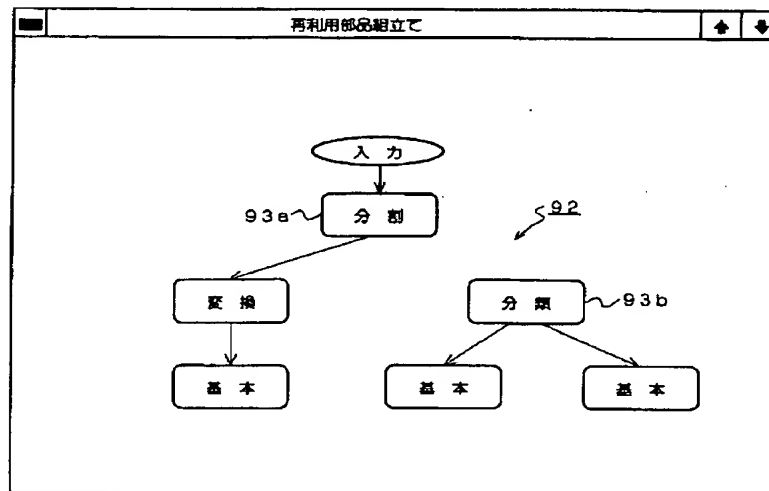 再利用部品組立て
入力
93a 分割
92
変換
分類 93b
基本
基本
基本